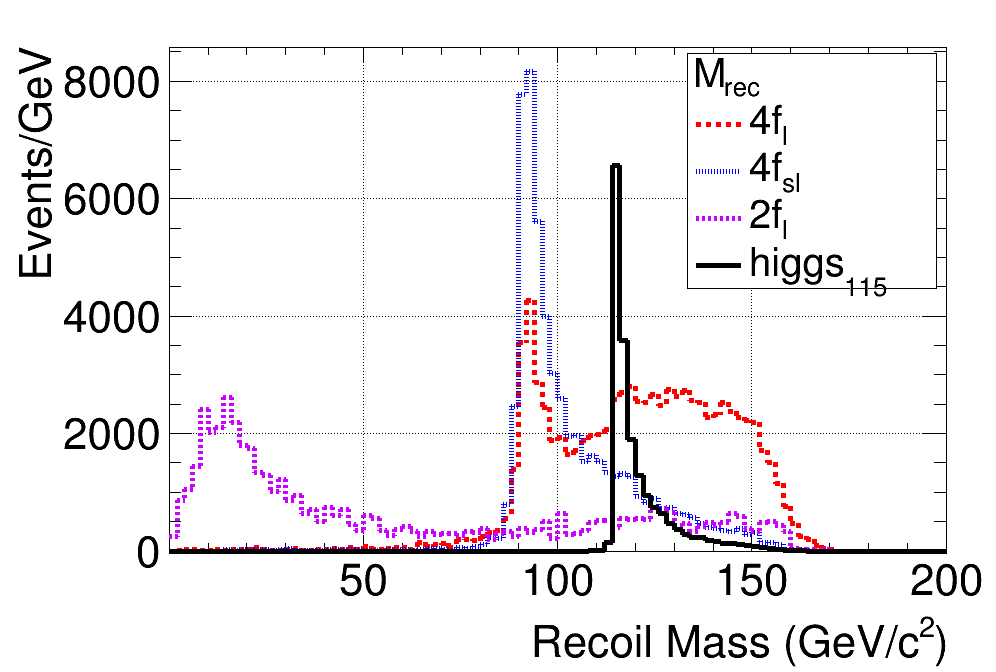 Events/GeV
8000
6000
4000
2000
0
M_rec
4f_l
4f_sl
2f_l
higgs_115
50 100 150 200
Recoil Mass (GeV/c²)